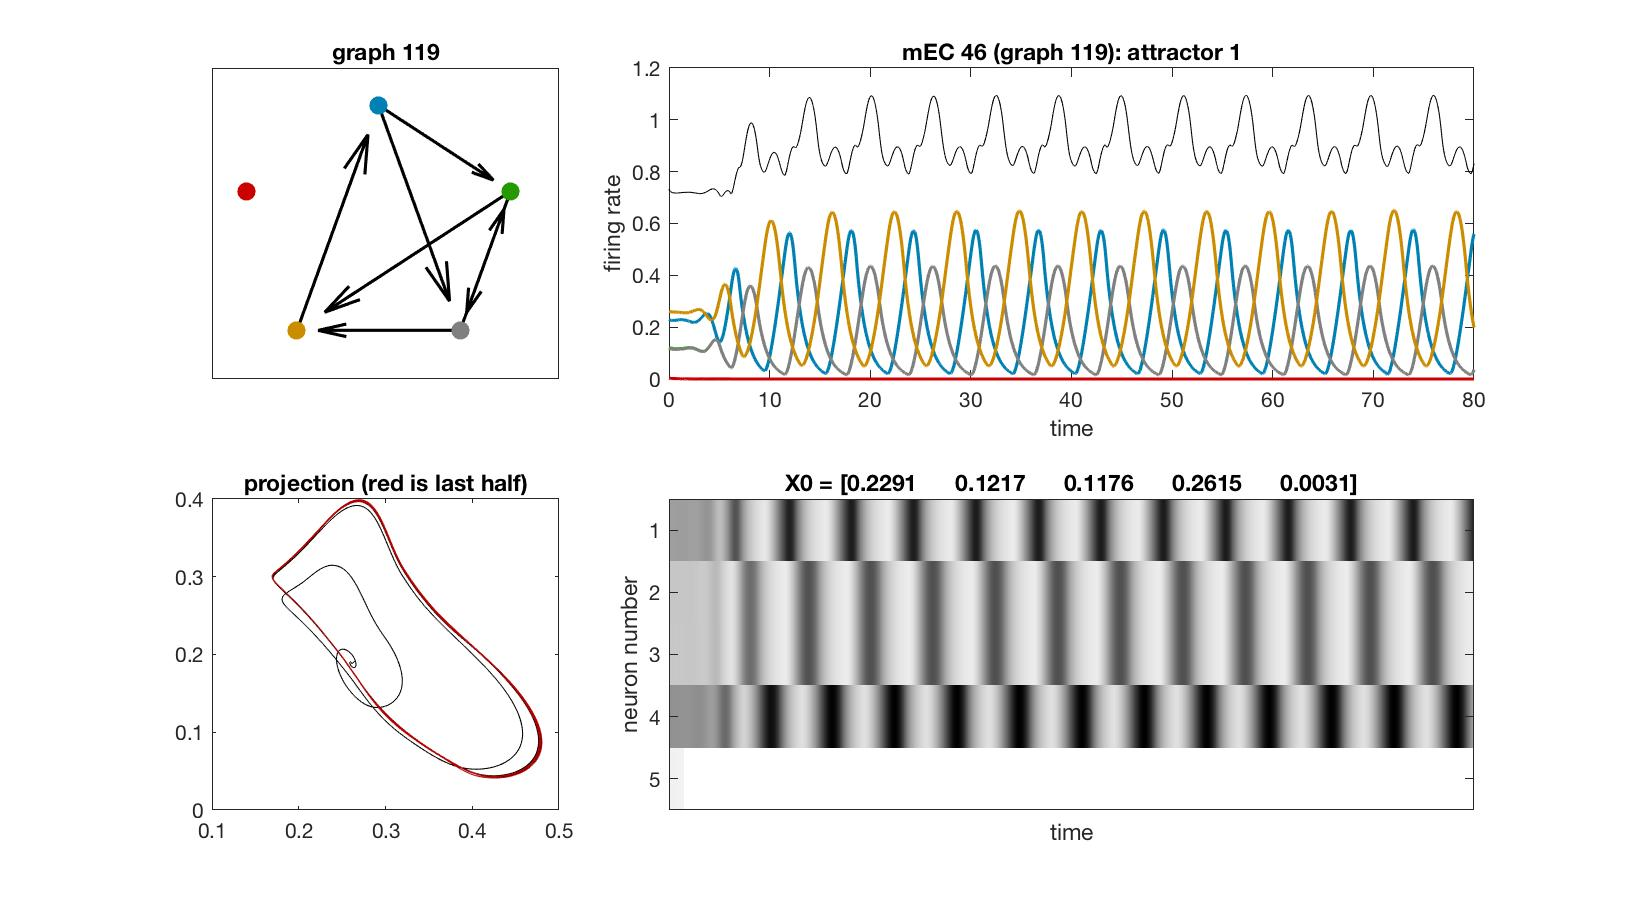 graph 119
mEC 46 (graph 119): attractor 1
1.2
1
0.8
0.6
0.4
0.2
0
firing rate
0 10 20 30 40 50 60 70 80
time
projection (red is last half)
0.4
0.3
0.2
0.1
0
0.1 0.2 0.3 0.4 0.5
X0 = [0.2291 0.1217 0.1176 0.2615 0.0031]
1
2
3
4
5
neuron number
time